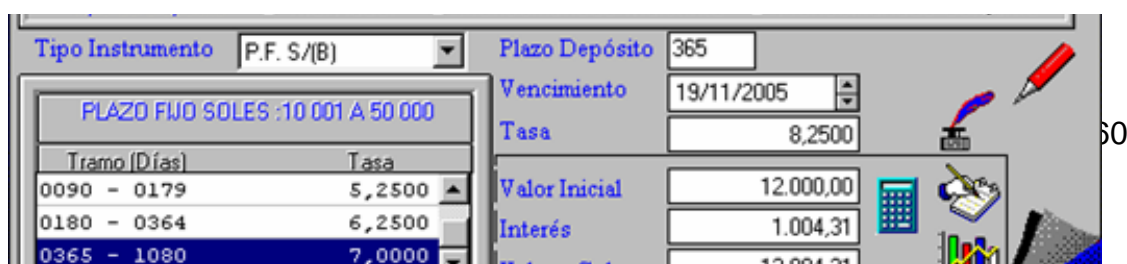 Tipo Instrumento P.F. S/(B) Plazo Depósito 365
Vencimiento 19/11/2005
PLAZO FIJO SOLES :10 001 A 50 000
Tasa 8,2500
60
Tramo (Días) Tasa
0090 - 0179 5,2500
Valor Inicial 12.000,00
0180 - 0364 6,2500
Interés 1.004,31
0365 - 1080 7,0000